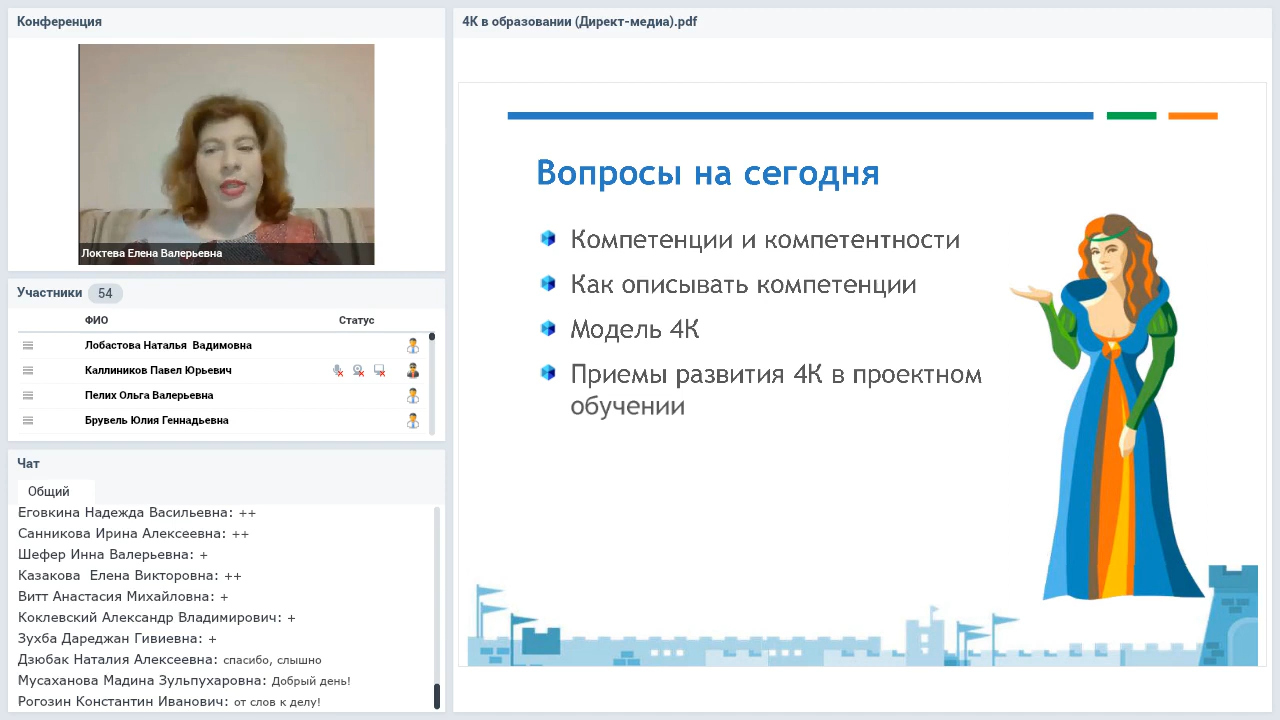 Конференция
Локтева Елена Валерьевна
Участники 54
ФИО Статус
Лобастова Наталья Вадимовна
Каллиников Павел Юрьевич
Пелих Ольга Валерьевна
Брувель Юлия Геннадьевна
Чат
Общий
Еговкина Надежда Васильевна: ++
Санникова Ирина Алексеевна: ++
Шефер Инна Валерьевна: +
Казакова Елена Викторовна: ++
Витт Анастасия Михайловна: +
Коклевский Александр Владимирович: +
Зухба Дареджан Гивиевна: +
Дзюбак Наталия Алексеевна: спасибо, слышно
Мусаханова Мадина Зульпухаровна: Добрый день!
Рогозин Константин Иванович: от слов к делу!
4К в образовании (Директ-медиа).pdf
Вопросы на сегодня
Компетенции и компетентности
Как описывать компетенции
Модель 4К
Приемы развития 4К в проектном
обучении